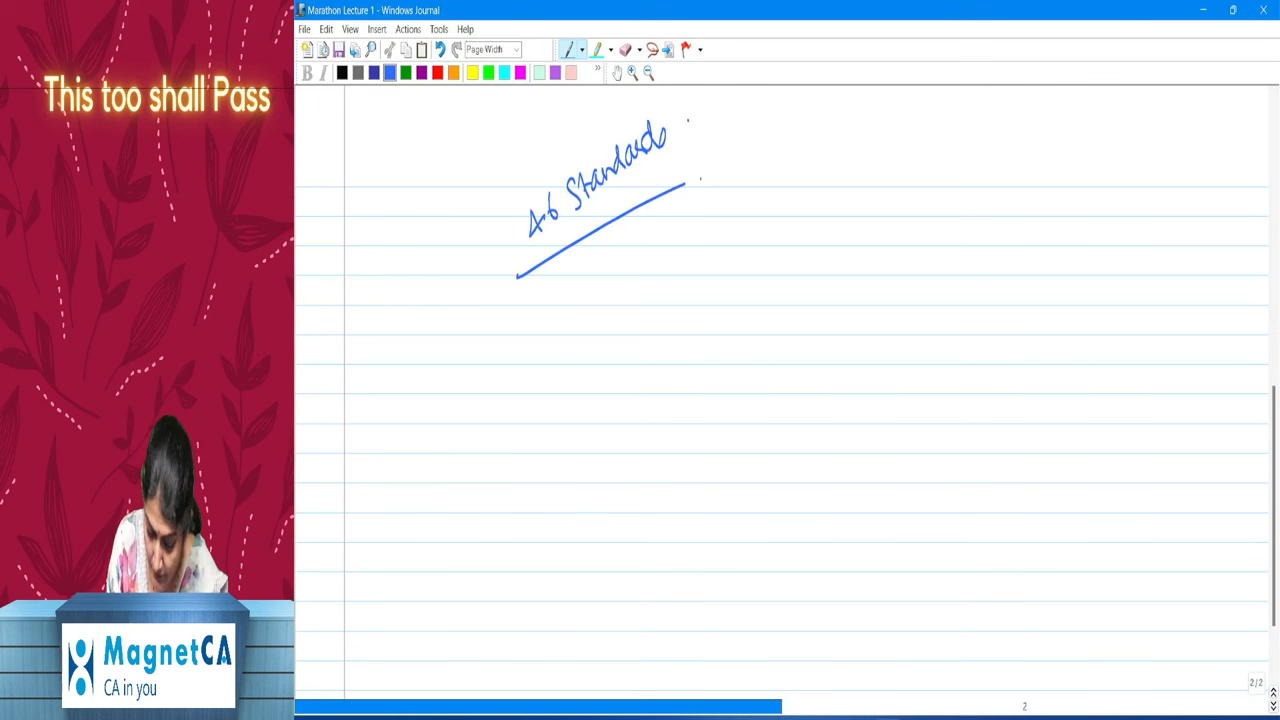 This too shall Pass
Marathon Lecture 1 - Windows Journal
File Edit View Insert Actions Tools Help
Page Width
B I
46 Standards
MagnetCA
CA in you
2/2
2